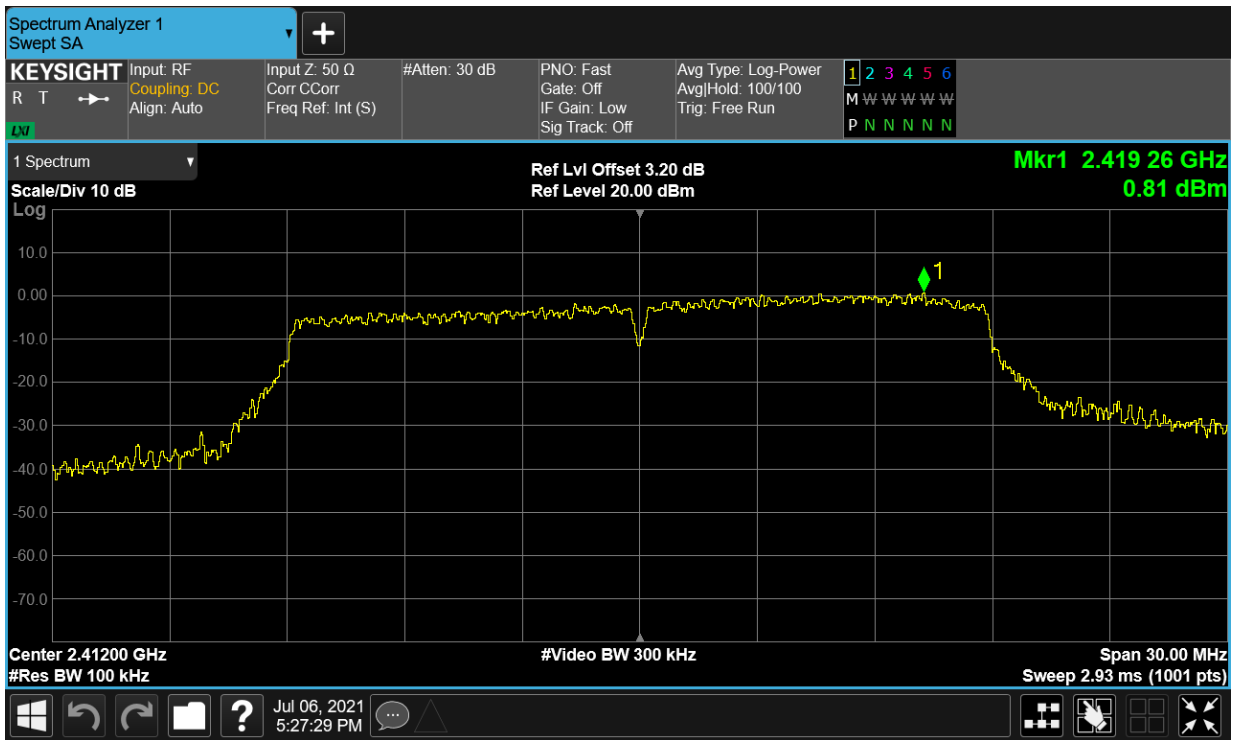 Spectrum Analyzer 1
Swept SA
KEYSIGHT
R T
LXI
Input: RF
Coupling: DC
Align: Auto
Input Z: 50 Ω
Corr CCorr
Freq Ref: Int (S)
#Atten: 30 dB
PNO: Fast
Gate: Off
IF Gain: Low
Sig Track: Off
Avg Type: Log-Power
Avg|Hold: 100/100
Trig: Free Run
1 2 3 4 5 6
M W W W W W
P N N N N N
1 Spectrum
Scale/Div 10 dB
Log
Ref Lvl Offset 3.20 dB
Ref Level 20.00 dBm
Mkr1 2.419 26 GHz
0.81 dBm
1
10.0
0.00
-10.0
-20.0
-30.0
-40.0
-50.0
-60.0
-70.0
Center 2.41200 GHz
#Res BW 100 kHz
#Video BW 300 kHz
Span 30.00 MHz
Sweep 2.93 ms (1001 pts)
?
Jul 06, 2021
5:27:29 PM